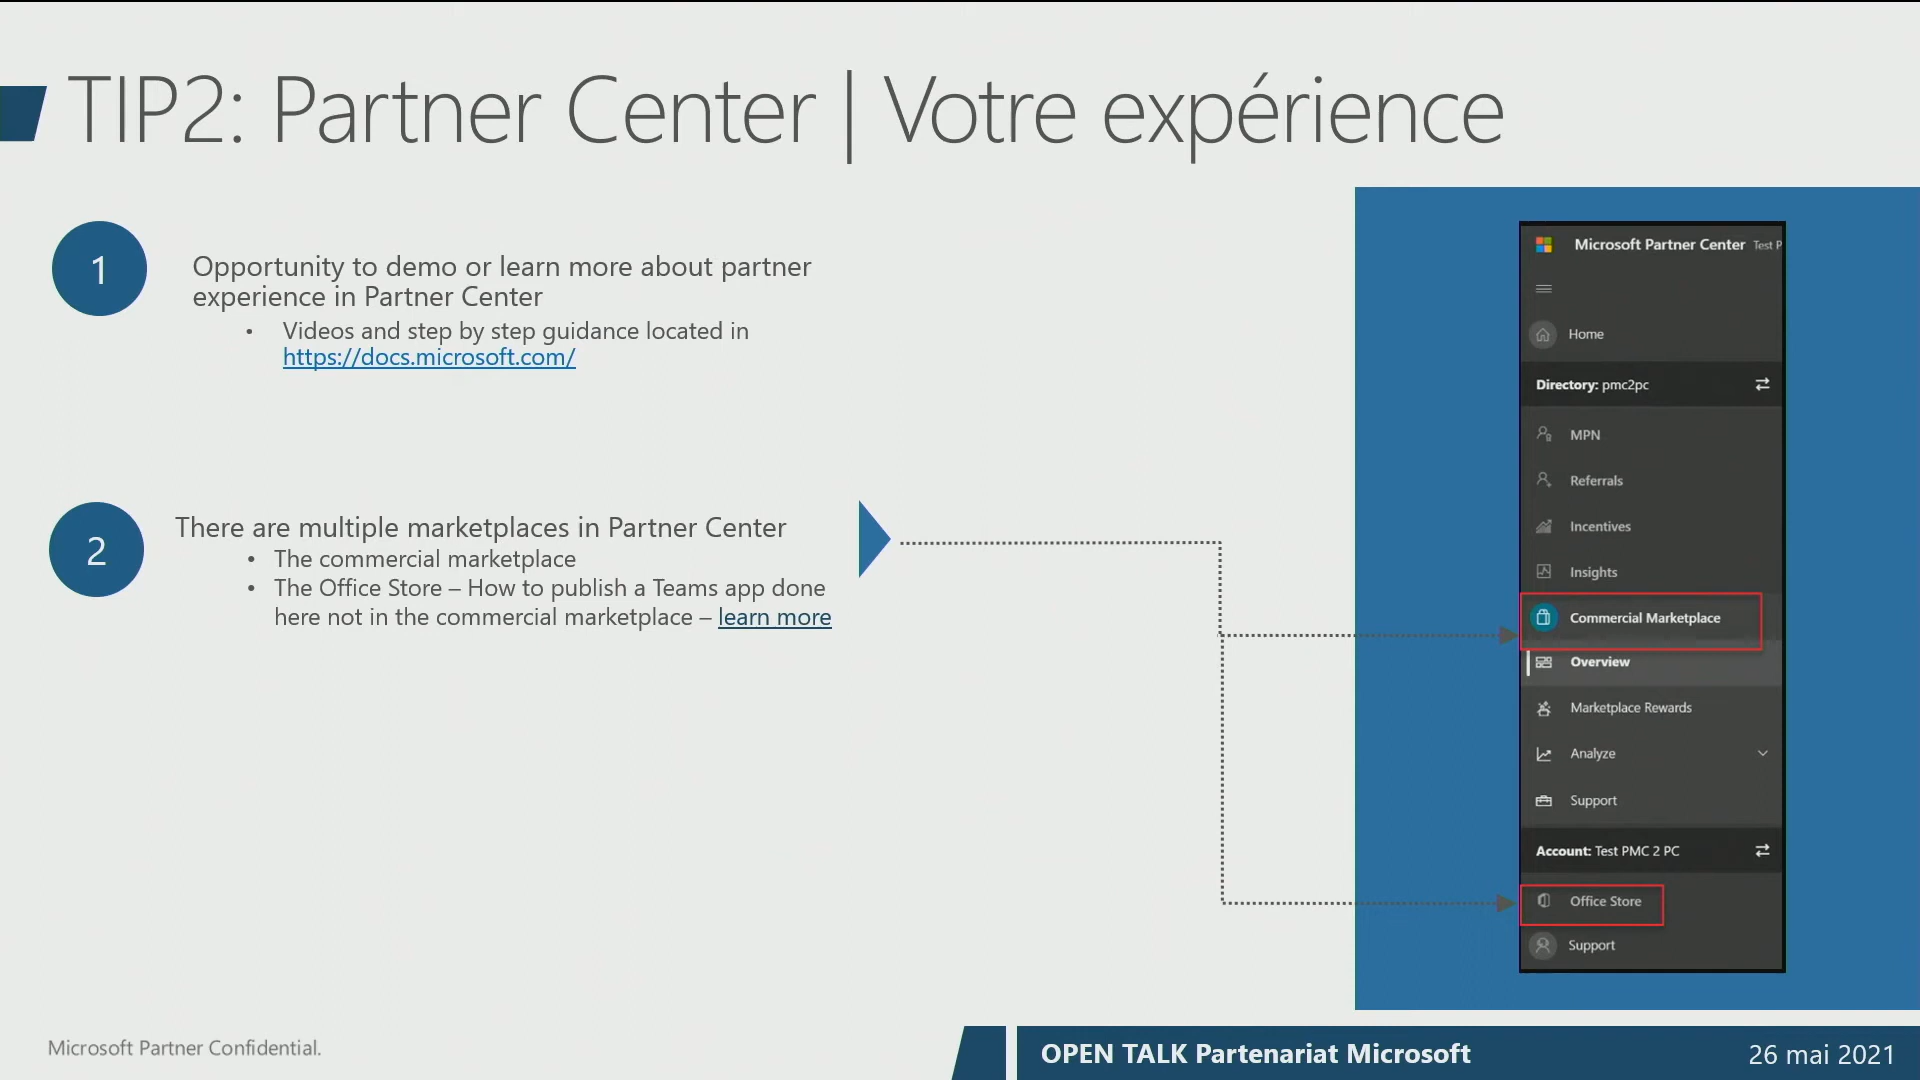 TIP2: Partner Center | Votre expérience
1
Opportunity to demo or learn more about partner
experience in Partner Center
• Videos and step by step guidance located in
https://docs.microsoft.com/
2
There are multiple marketplaces in Partner Center
• The commercial marketplace
• The Office Store – How to publish a Teams app done
here not in the commercial marketplace – learn more
Microsoft Partner Center Test P
Home
Directory: pmc2pc
MPN
Referrals
Incentives
Insights
Commercial Marketplace
Overview
Marketplace Rewards
Analyze
Support
Account: Test PMC 2 PC
Office Store
Support
Microsoft Partner Confidential.
OPEN TALK Partenariat Microsoft
26 mai 2021